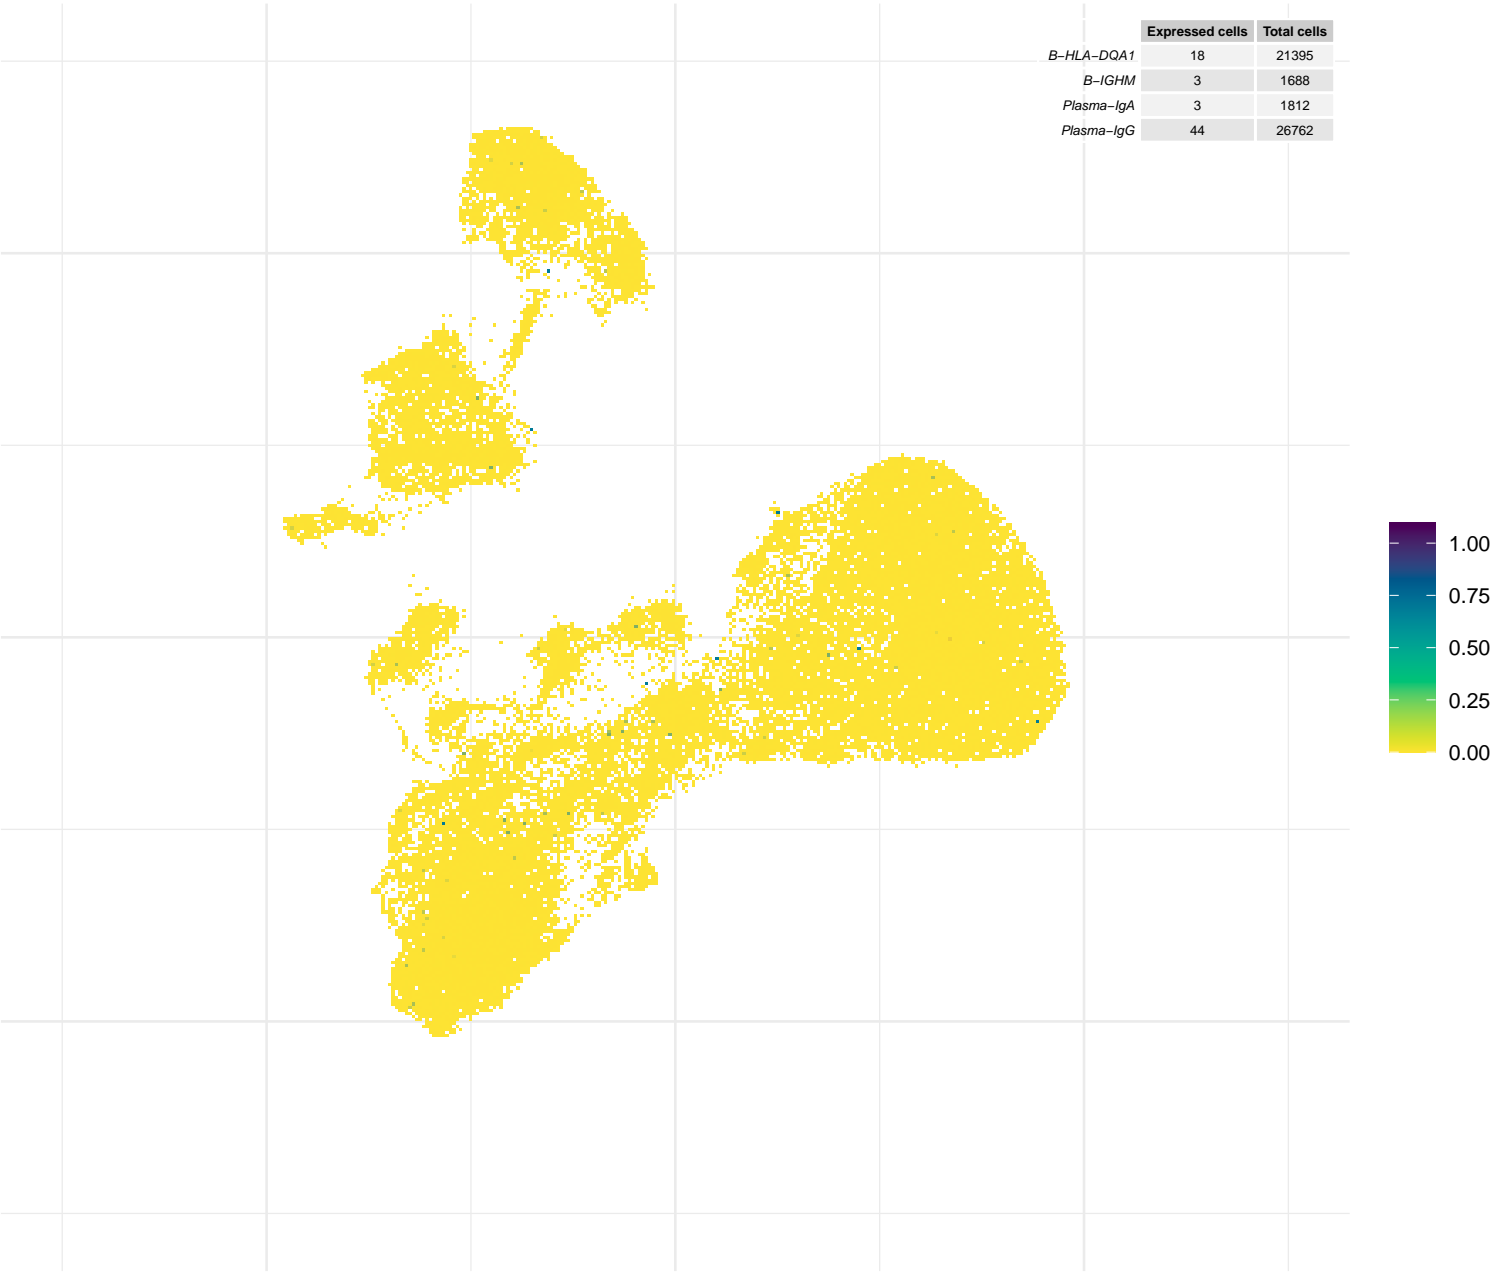 Expressed cells Total cells
B−HLA−DQA1 18 21395
B−IGHM 3 1688
Plasma−IgA 3 1812
Plasma−IgG 44 26762
1.00
0.75
0.50
0.25
0.00